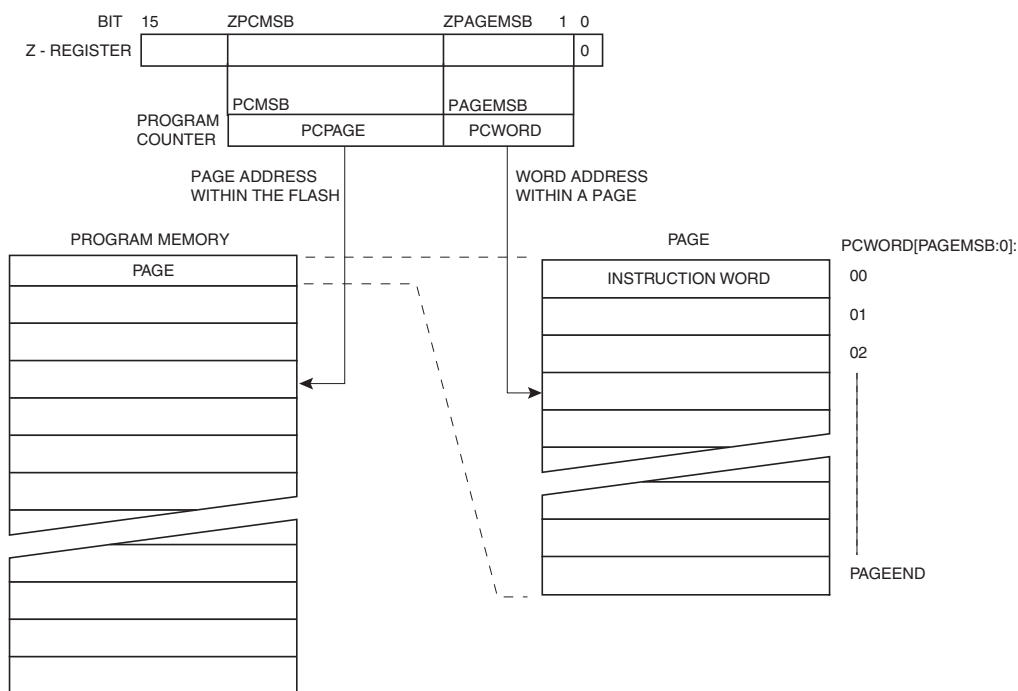 BIT 15 ZPCMSB ZPAGEMSB 1 0
Z - REGISTER 0
PCMSB PAGEMSB
PROGRAM
COUNTER
PCPAGE PCWORD
PAGE ADDRESS
WITHIN THE FLASH
WORD ADDRESS
WITHIN A PAGE
PROGRAM MEMORY
PAGE
PAGE
PCWORD[PAGEMSB:0]:
INSTRUCTION WORD 00
01
02
PAGEEND